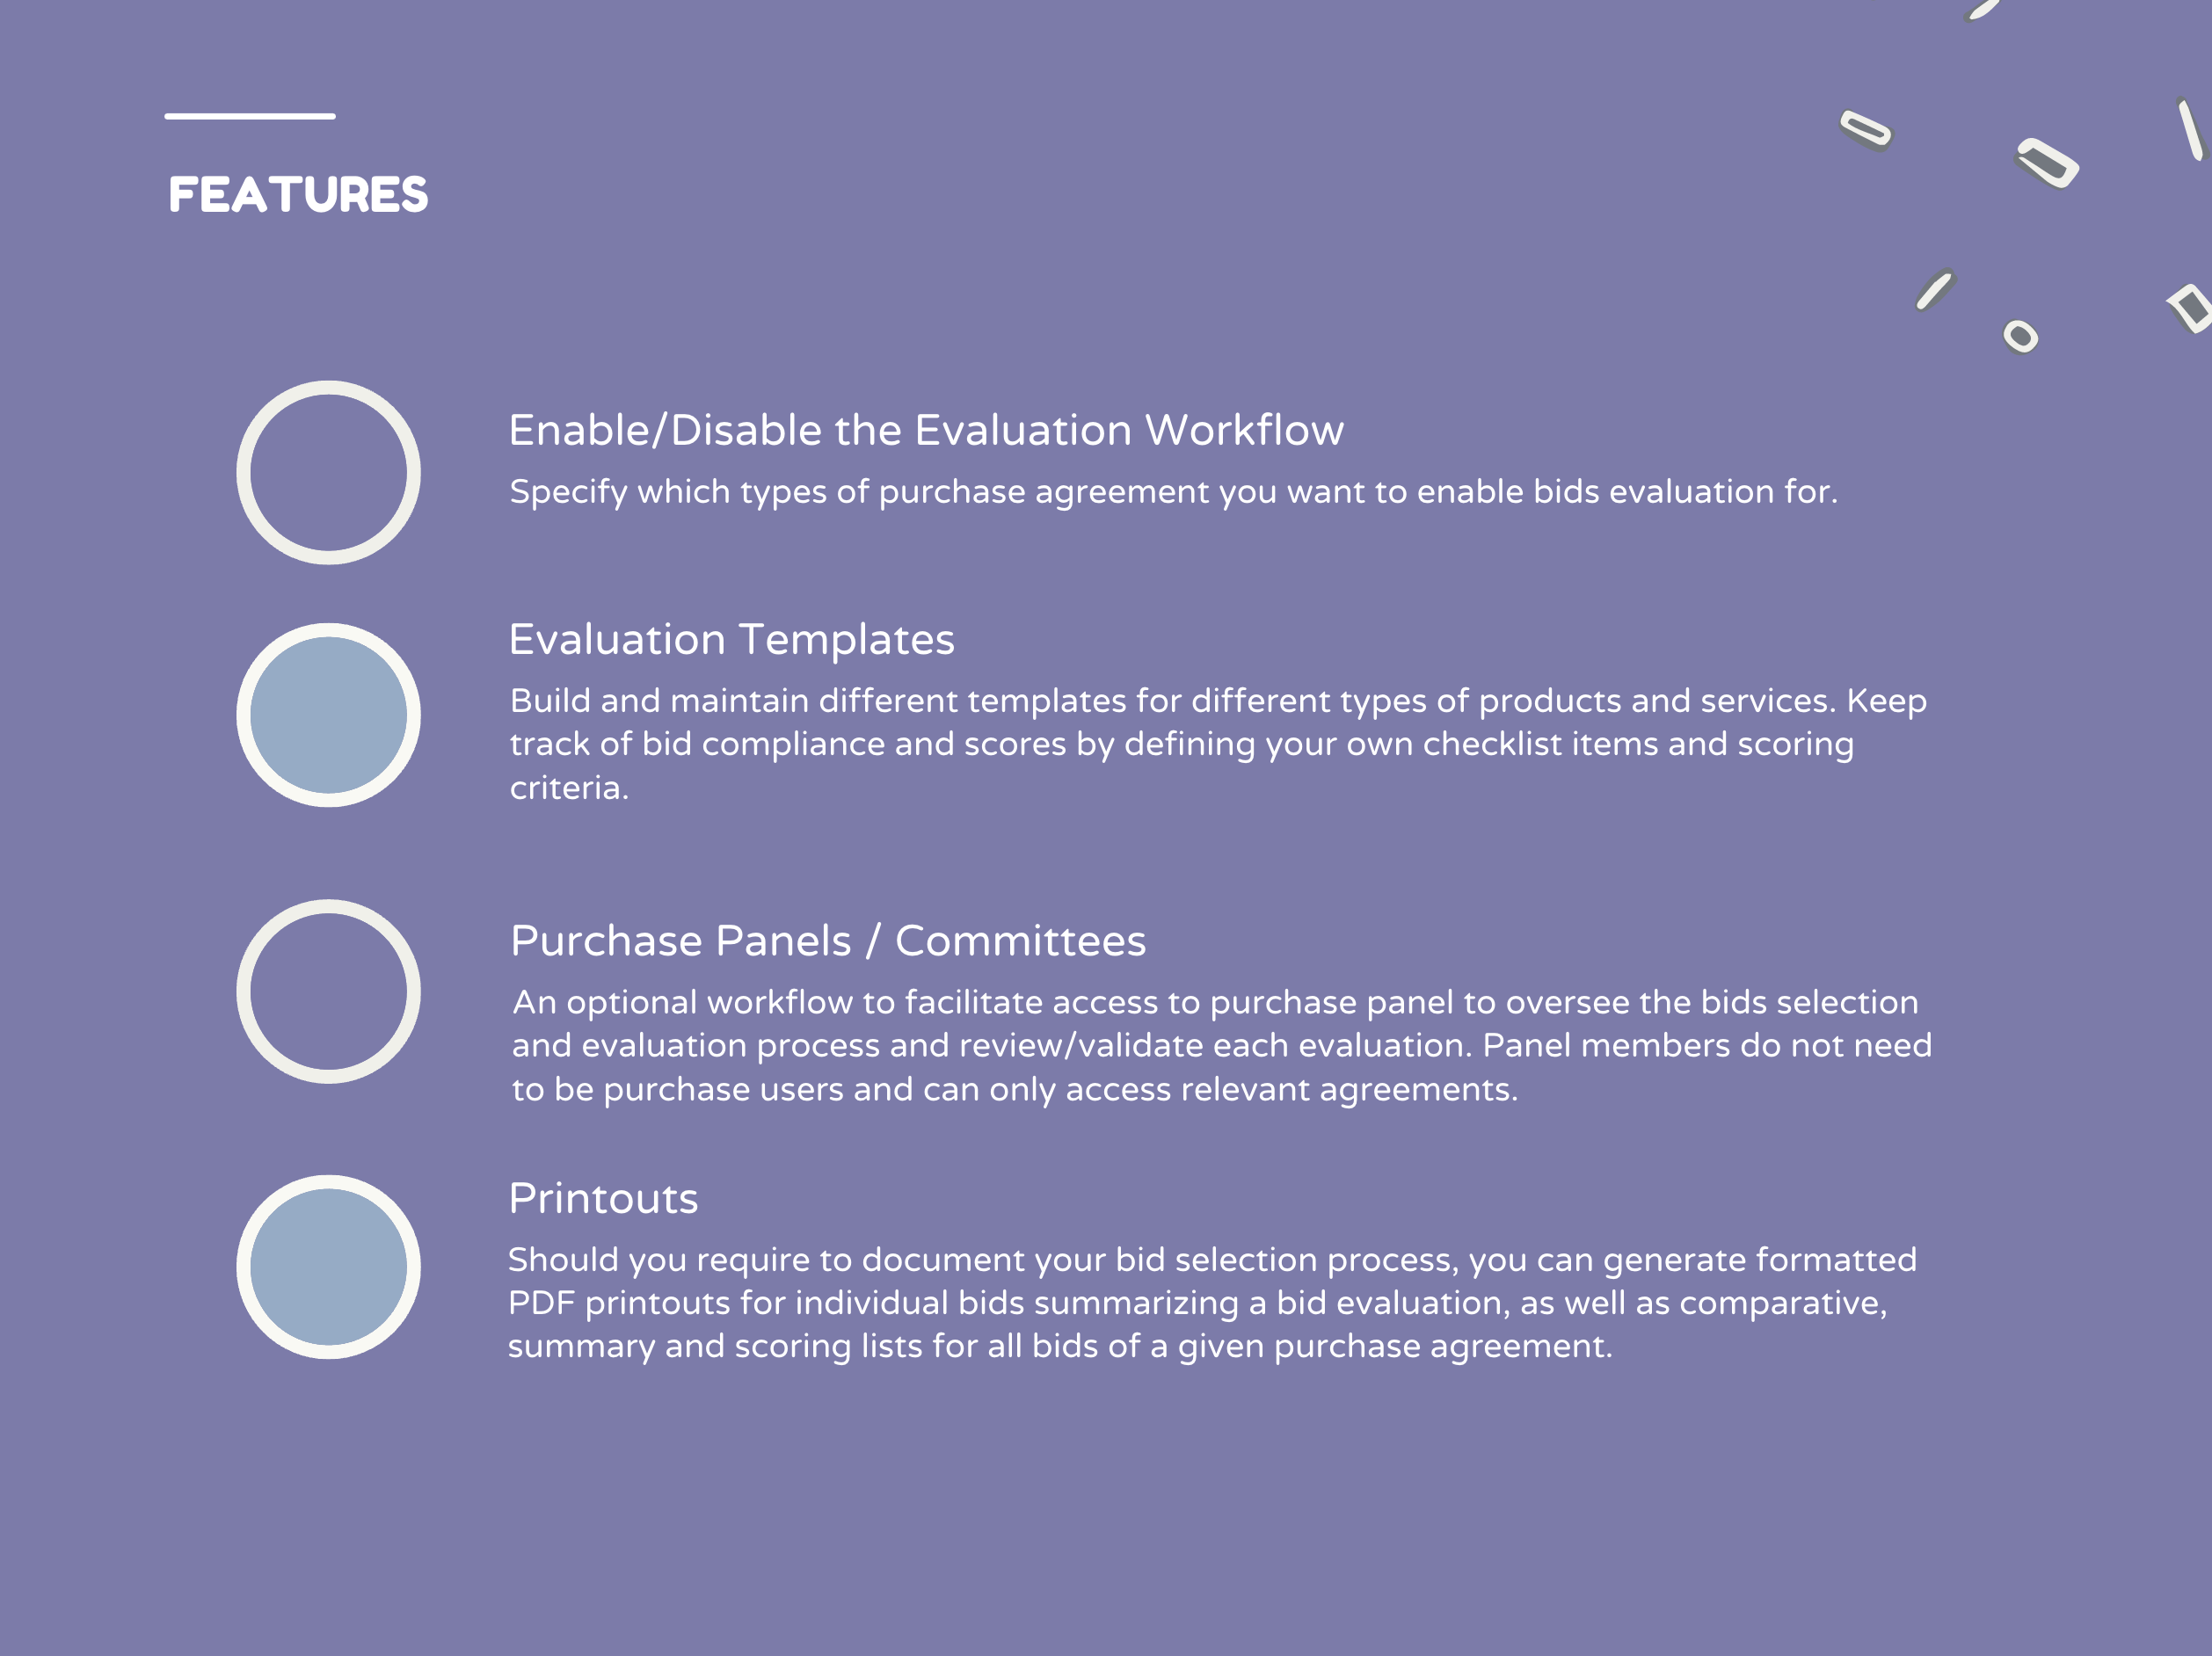 FEATURES
Enable/Disable the Evaluation Workflow
Specify which types of purchase agreement you want to enable bids evaluation for.
Evaluation Templates
Build and maintain different templates for different types of products and services. Keep
track of bid compliance and scores by defining your own checklist items and scoring
criteria.
Purchase Panels / Committees
An optional workflow to facilitate access to purchase panel to oversee the bids selection
and evaluation process and review/validate each evaluation. Panel members do not need
to be purchase users and can only access relevant agreements.
Printouts
Should you require to document your bid selection process, you can generate formatted
PDF printouts for individual bids summarizing a bid evaluation, as well as comparative,
summary and scoring lists for all bids of a given purchase agreement.